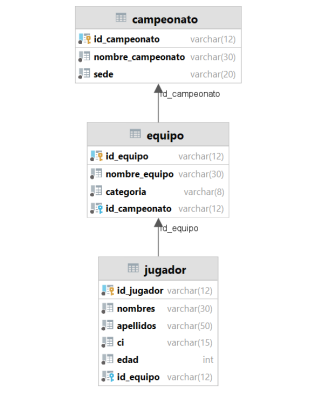 campeonato
id_campeonato varchar(12)
nombre_campeonato varchar(30)
sede varchar(20)
id_campeonato
equipo
id_equipo varchar(12)
nombre_equipo varchar(30)
categoria varchar(8)
id_campeonato varchar(12)
id_equipo
jugador
id_jugador varchar(12)
nombres varchar(30)
apellidos varchar(50)
ci varchar(15)
edad int
id_equipo varchar(12)